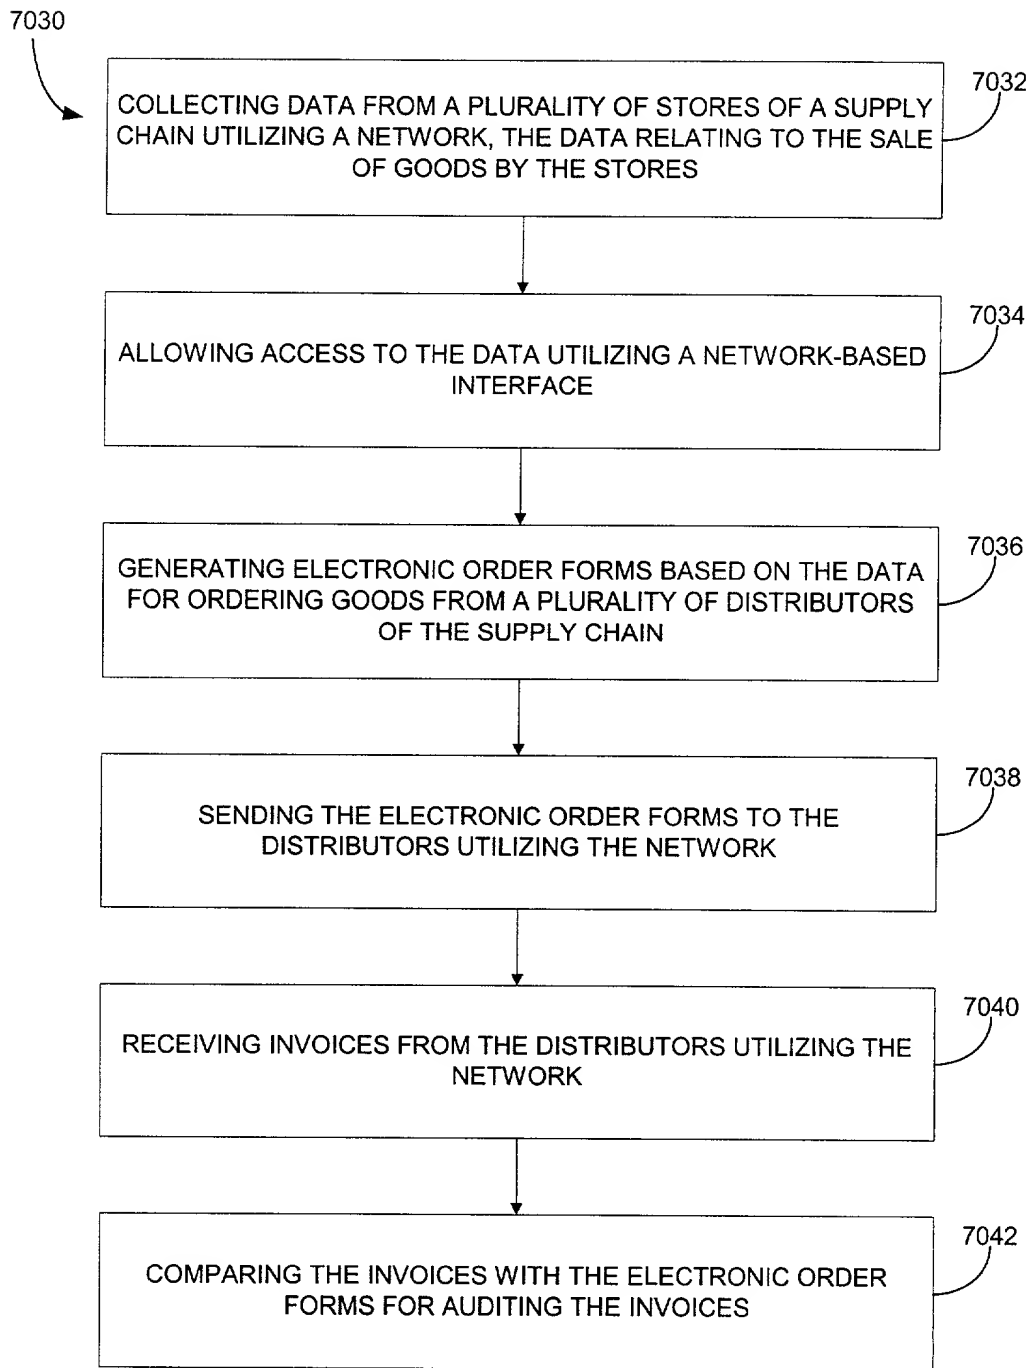 7030
7032
COLLECTING DATA FROM A PLURALITY OF STORES OF A SUPPLY
CHAIN UTILIZING A NETWORK, THE DATA RELATING TO THE SALE
OF GOODS BY THE STORES
7034
ALLOWING ACCESS TO THE DATA UTILIZING A NETWORK-BASED
INTERFACE
7036
GENERATING ELECTRONIC ORDER FORMS BASED ON THE DATA
FOR ORDERING GOODS FROM A PLURALITY OF DISTRIBUTORS
OF THE SUPPLY CHAIN
7038
SENDING THE ELECTRONIC ORDER FORMS TO THE
DISTRIBUTORS UTILIZING THE NETWORK
7040
RECEIVING INVOICES FROM THE DISTRIBUTORS UTILIZING THE
NETWORK
7042
COMPARING THE INVOICES WITH THE ELECTRONIC ORDER
FORMS FOR AUDITING THE INVOICES